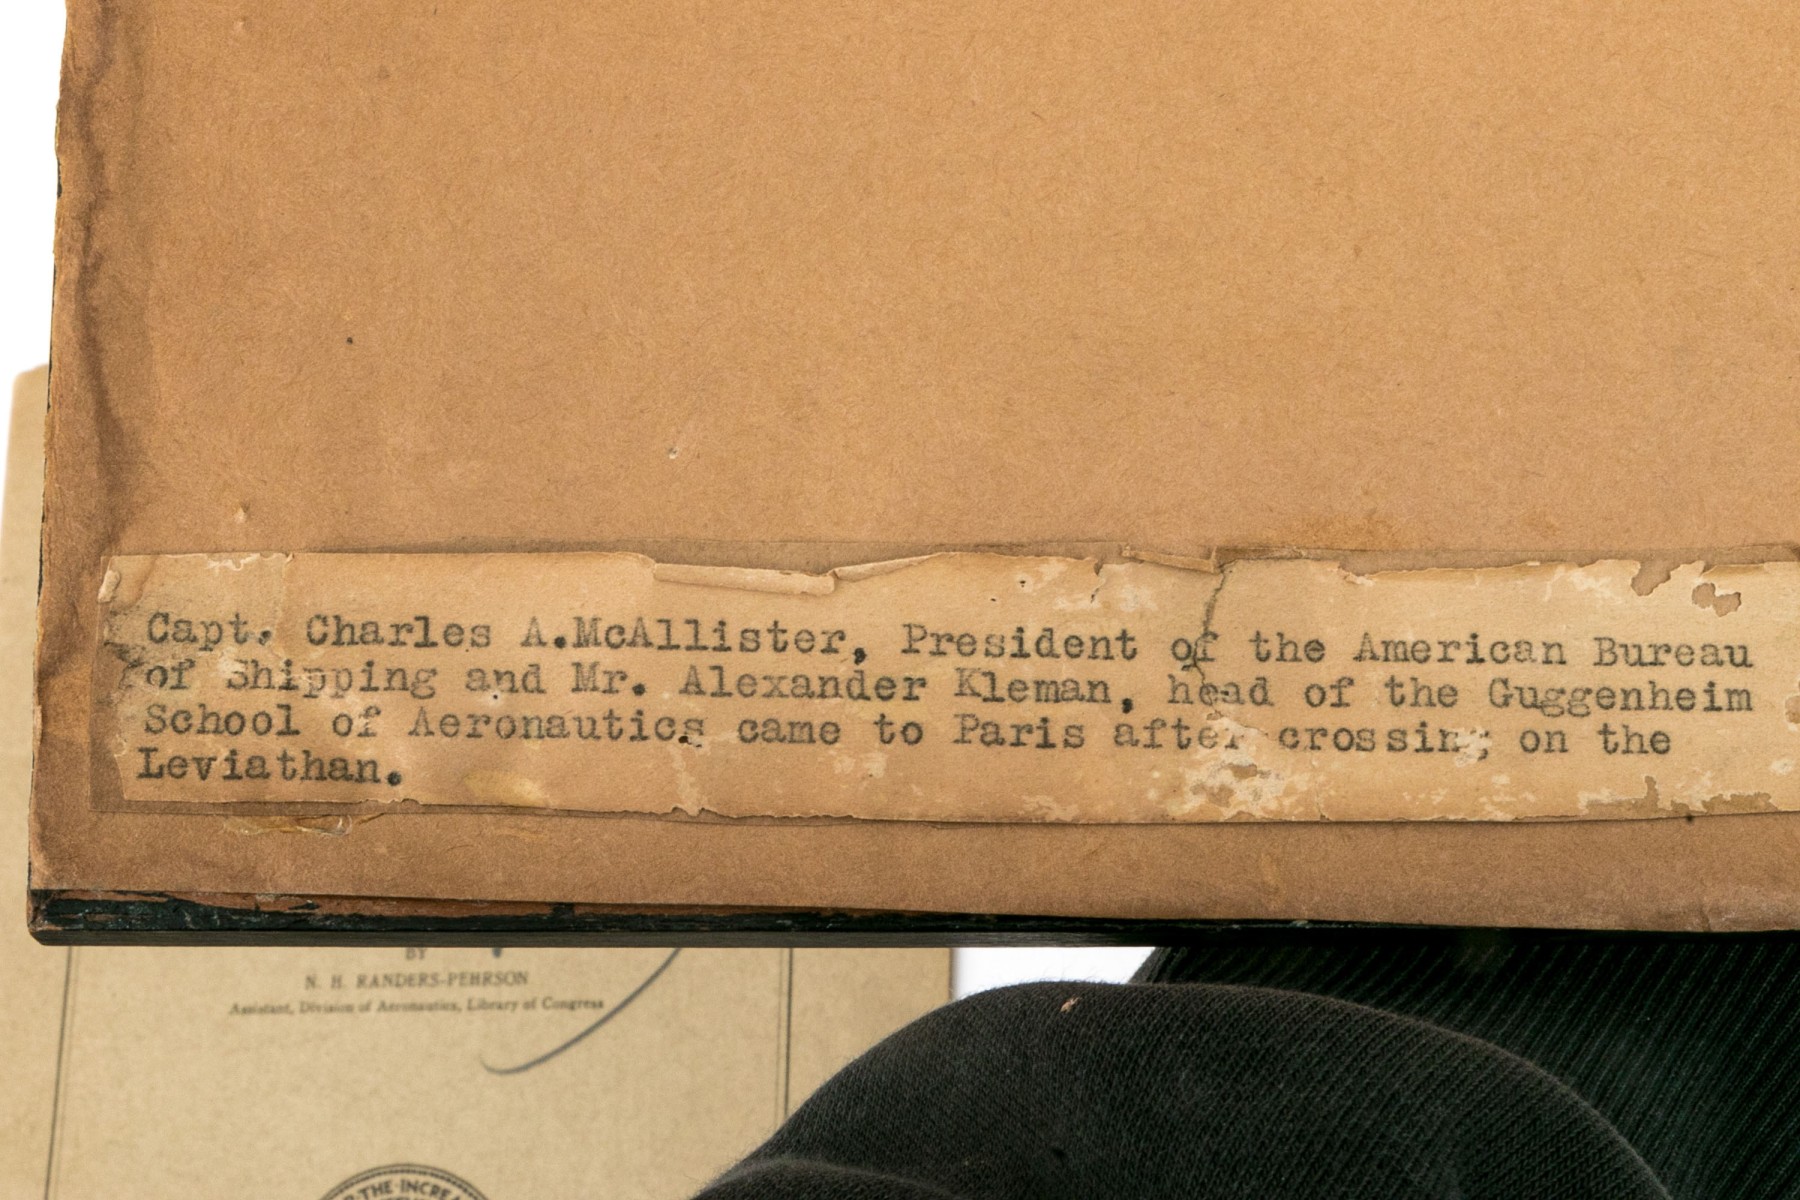 Capt. Charles A.McAllister, President of the American Bureau
of Shipping and Mr. Alexander Kleman, head of the Guggenheim
School of Aeronautics came to Paris after crossing on the
Leviathan.
BY
N. H. RANDERS-PEHRSON
Assistant, Division of Aeronautics, Library of Congress
THE INCREA